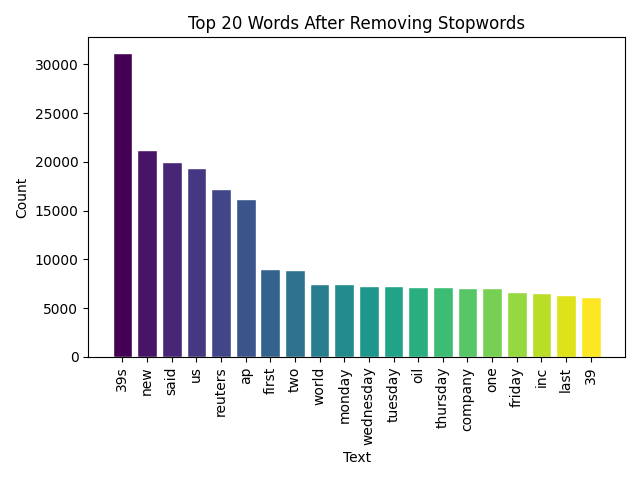 Top 20 Words After Removing Stopwords
Count
30000
25000
20000
15000
10000
5000
0
39s
new
said
us
reuters
ap
first
two
world
monday
wednesday
tuesday
oil
thursday
company
one
friday
inc
last
39
Text